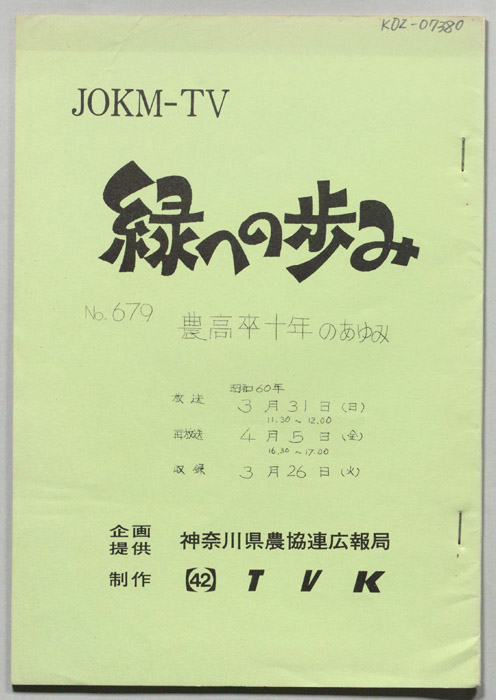 KDZ-07380
JOKM-TV
緑への歩み
No.679 農高卒十年のあゆみ
昭和60年
放送 3月31日(日)
11.30～12.00
再放送 4月5日(金)
16.30～17.00
収録 3月26日(火)
企画
提供 神奈川県農協連広報局
制作 【42】 TVK